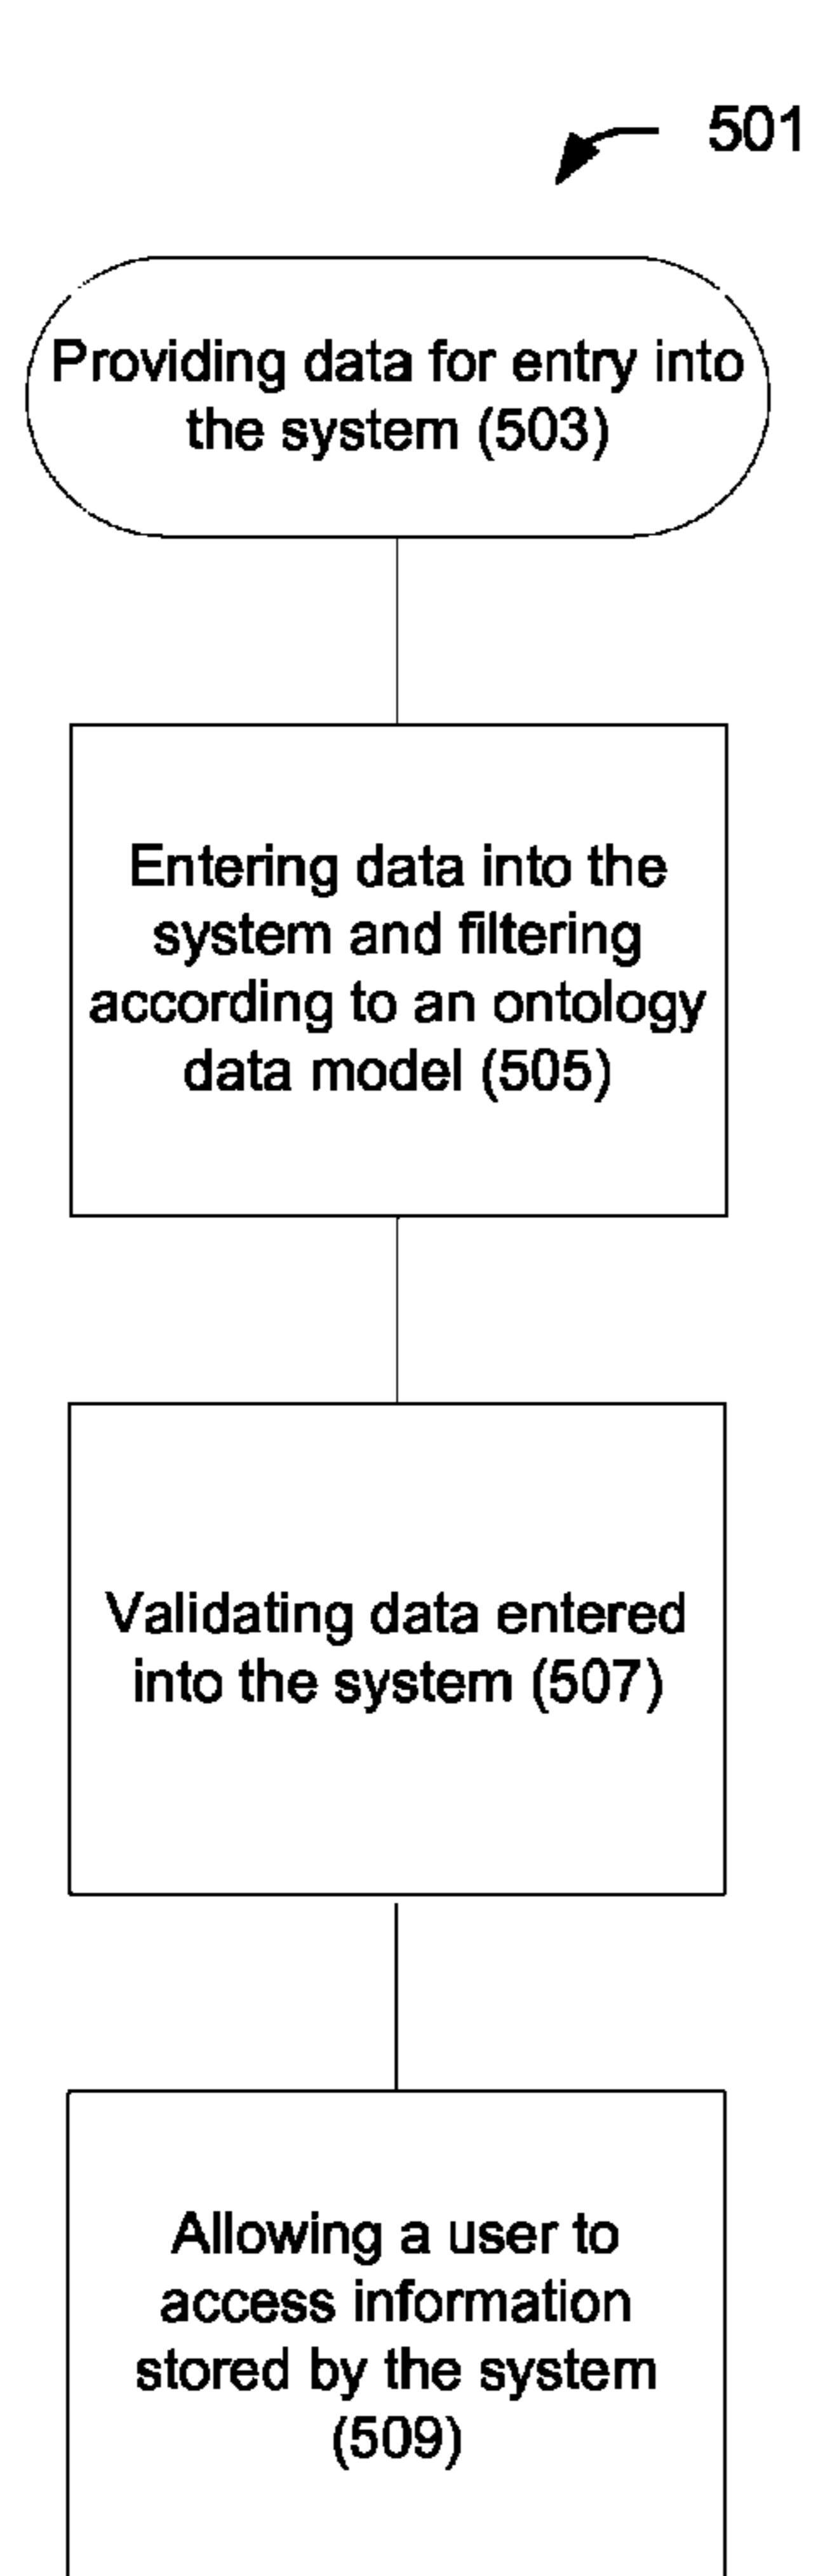 501
Providing data for entry into
the system (503)
Entering data into the
system and filtering
according to an ontology
data model (505)
Validating data entered
into the system (507)
Allowing a user to
access information
stored by the system
(509)